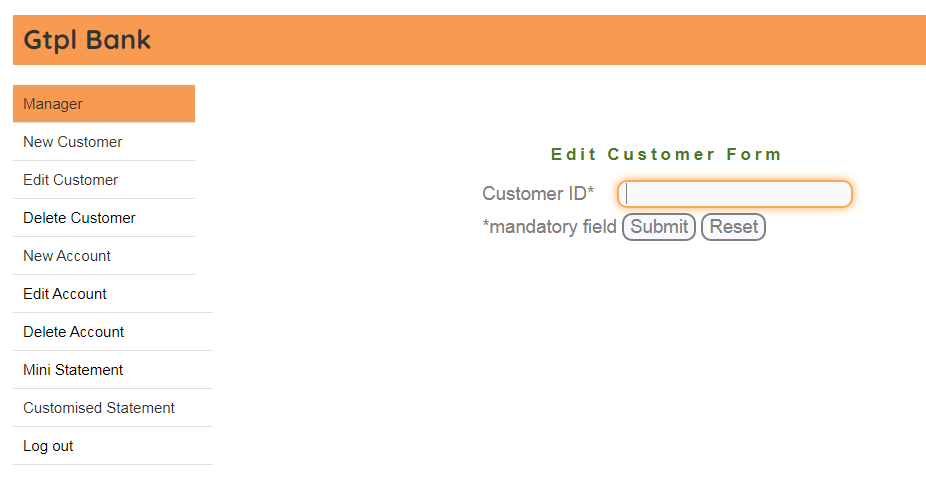 Gtpl Bank
Manager
New Customer
Edit Customer
Delete Customer
New Account
Edit Account
Delete Account
Mini Statement
Customised Statement
Log out
Edit Customer Form
Customer ID*
*mandatory field Submit Reset